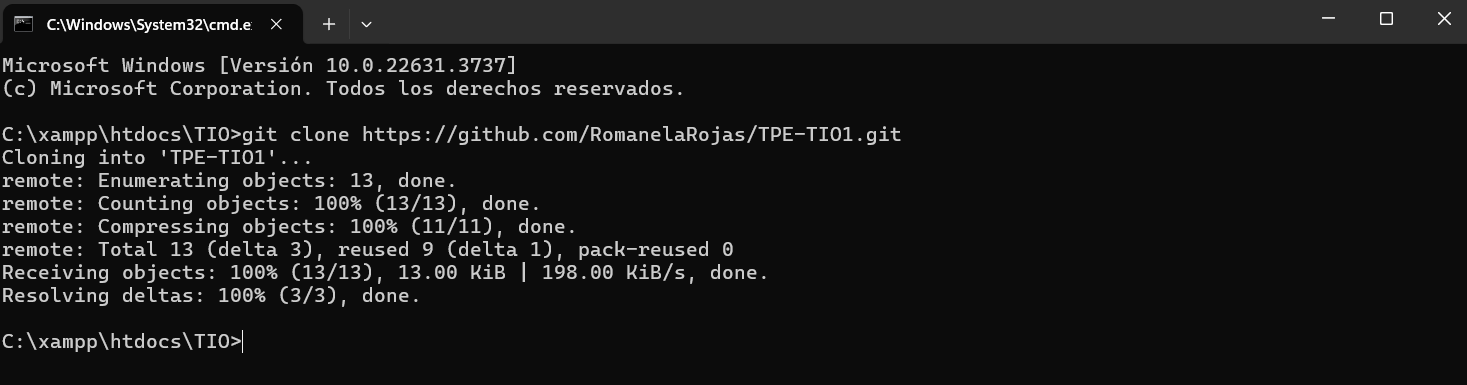 C:\Windows\System32\cmd.e
Microsoft Windows [Versión 10.0.22631.3737]
(c) Microsoft Corporation. Todos los derechos reservados.
C:\xampp\htdocs\TIO>git clone https://github.com/RomanelaRojas/TPE-TIO1.git
Cloning into 'TPE-TIO1'...
remote: Enumerating objects: 13, done.
remote: Counting objects: 100% (13/13), done.
remote: Compressing objects: 100% (11/11), done.
remote: Total 13 (delta 3), reused 9 (delta 1), pack-reused 0
Receiving objects: 100% (13/13), 13.00 KiB | 198.00 KiB/s, done.
Resolving deltas: 100% (3/3), done.
C:\xampp\htdocs\TIO>